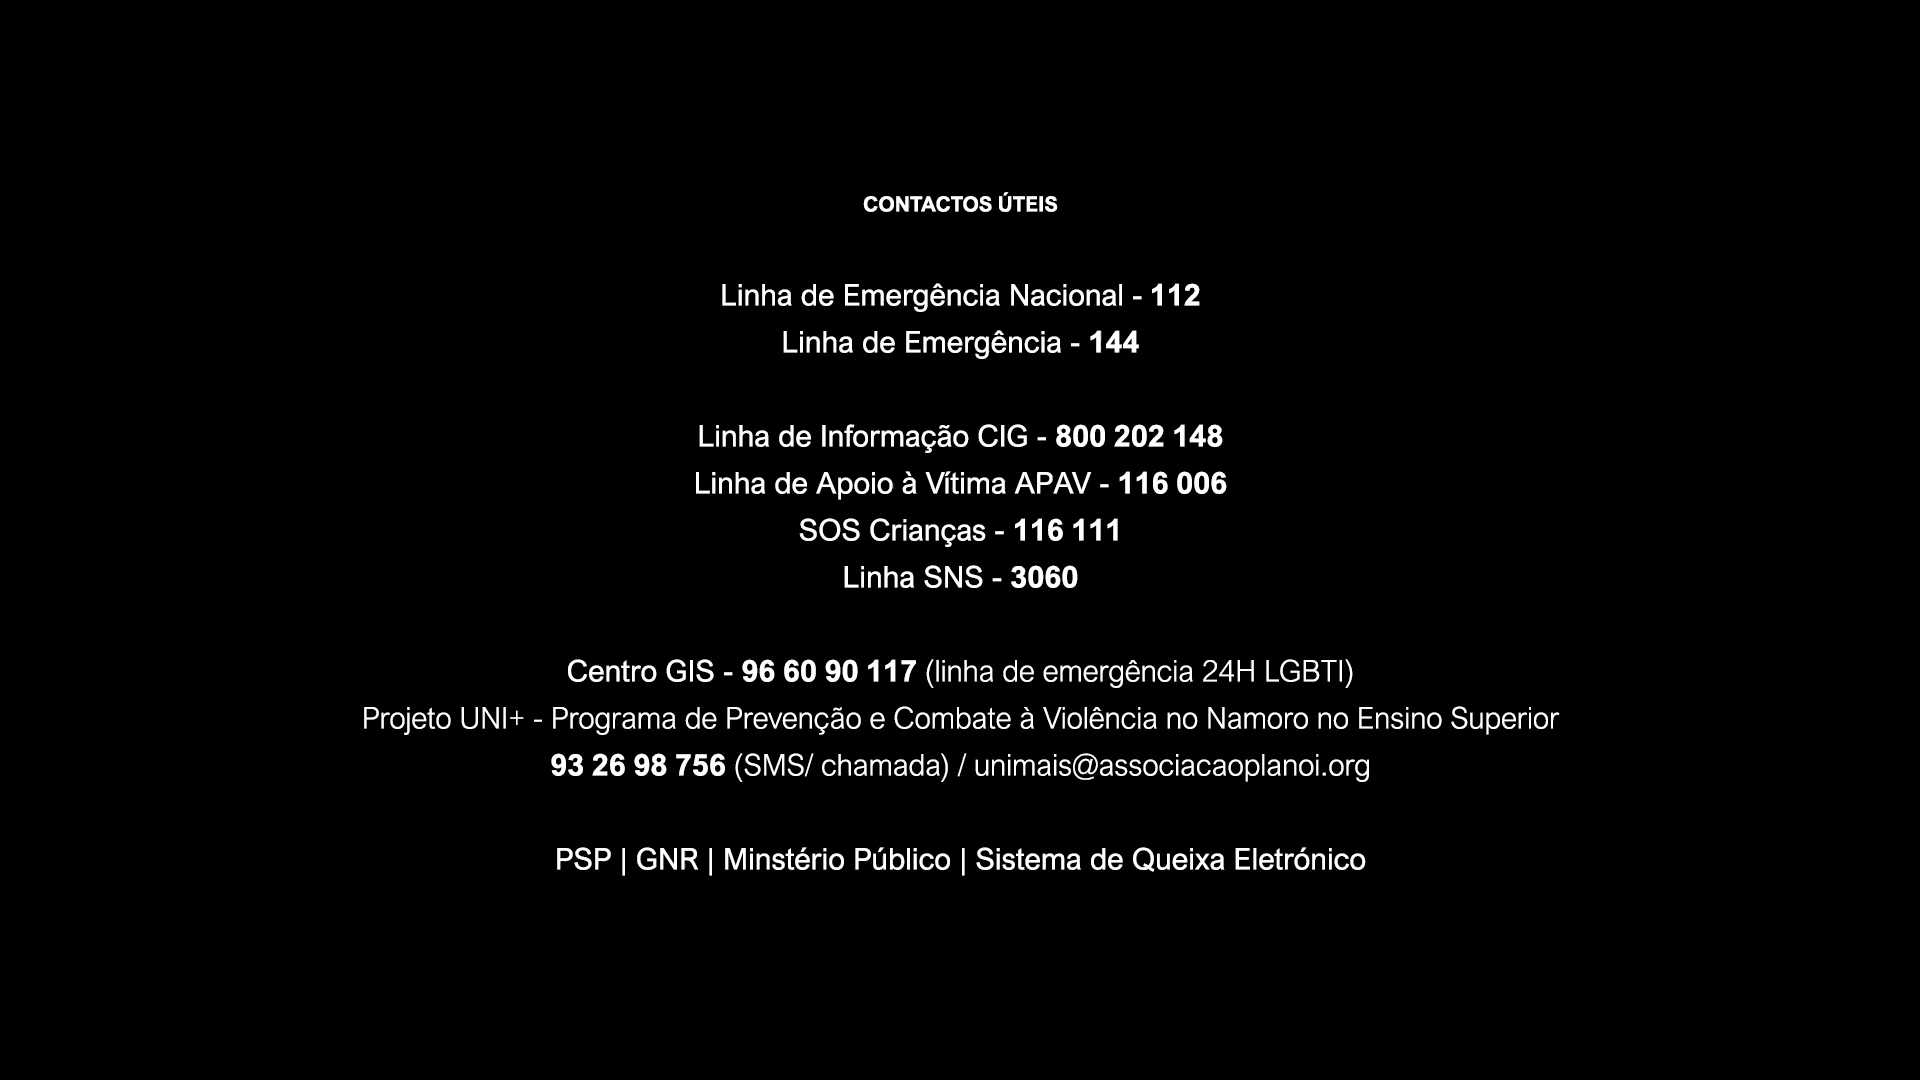 CONTACTOS ÚTEIS
Linha de Emergência Nacional - 112
Linha de Emergência - 144
Linha de Informação CIG - 800 202 148
Linha de Apoio à Vítima APAV - 116 006
SOS Crianças - 116 111
Linha SNS - 3060
Centro GIS - 96 60 90 117 (linha de emergência 24H LGBTI)
Projeto UNI+ - Programa de Prevenção e Combate à Violência no Namoro no Ensino Superior
93 26 98 756 (SMS/ chamada) / unimais@associacaoplanoi.org
PSP | GNR | Minstério Público | Sistema de Queixa Eletrónico